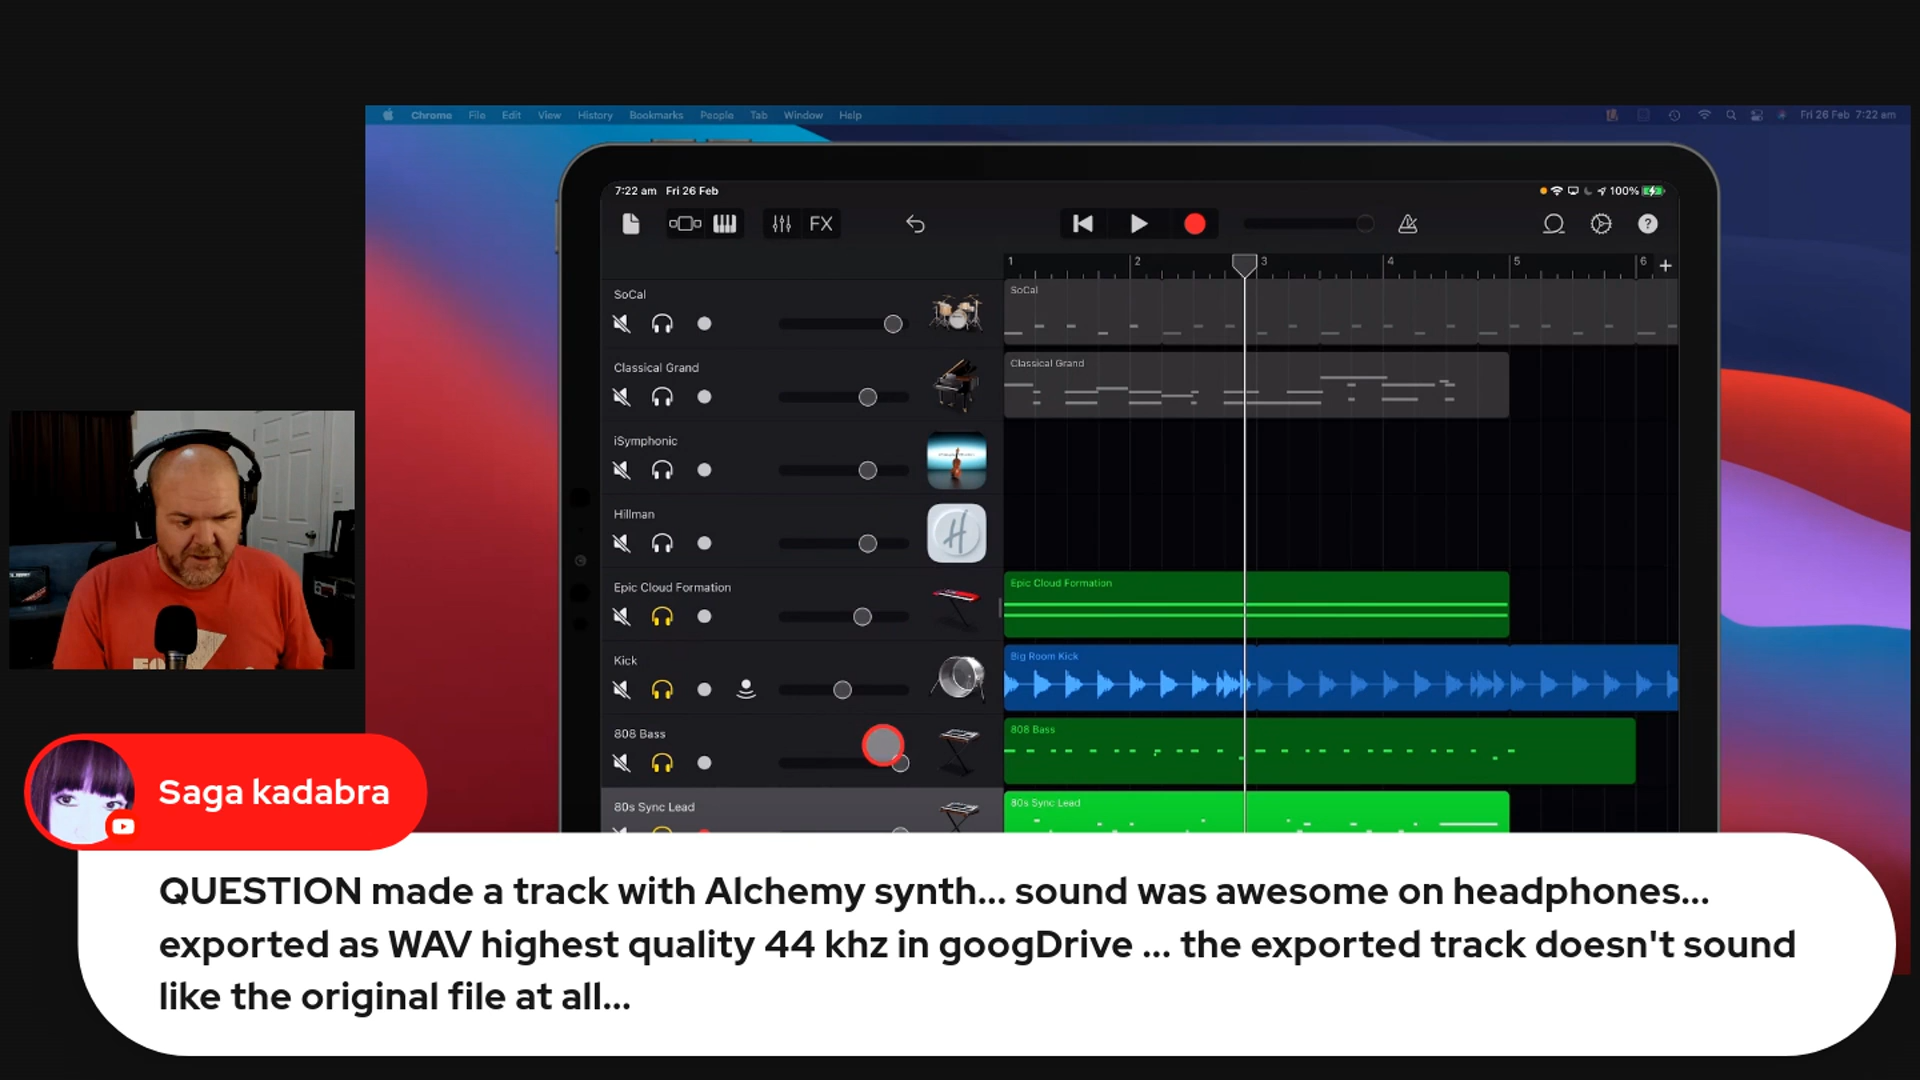 Chrome File Edit View History Bookmarks People Tab Window Help Fri 26 Feb 7:22 am
7:22 am Fri 26 Feb 100%
FX ?
1 2 3 4 5 6 +
SoCal
SoCal
Classical Grand
Classical Grand
iSymphonic
Hillman
H
Epic Cloud Formation
Epic Cloud Formation
Kick
Big Room Kick
808 Bass
808 Bass
80s Sync Lead
80s Sync Lead
Saga kadabra
QUESTION made a track with Alchemy synth... sound was awesome on headphones...
exported as WAV highest quality 44 khz in googDrive ... the exported track doesn't sound
like the original file at all...